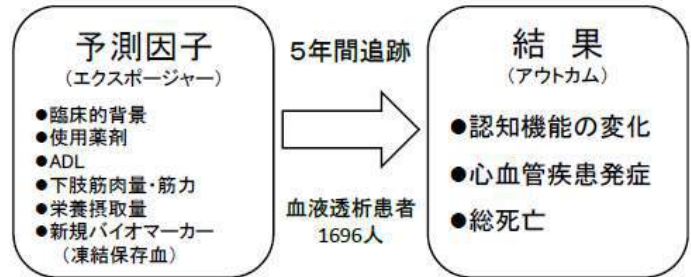 予測因子
（エクスポージャー）
●臨床的背景
●使用薬剤
●ADL
●下肢筋肉量・筋力
●栄養摂取量
●新規バイオマーカー
（凍結保存血）
5年間追跡
血液透析患者
1696人
結　果
（アウトカム）
●認知機能の変化
●心血管疾患発症
●総死亡